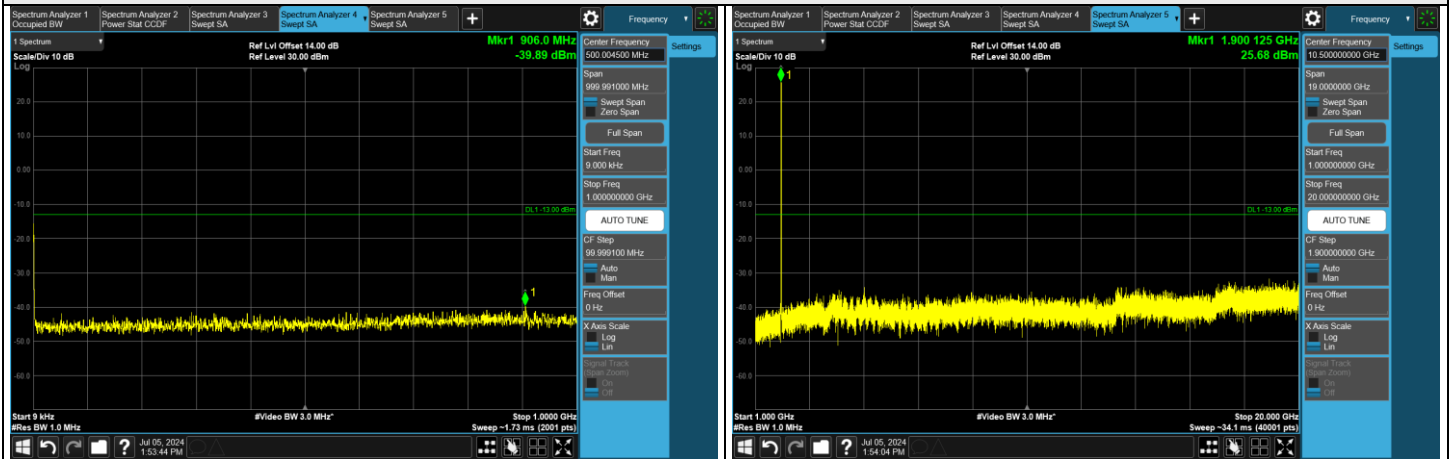 Spectrum Analyzer 1
Occupied BW
Spectrum Analyzer 2
Power Stat CCDF
Spectrum Analyzer 3
Swept SA
Spectrum Analyzer 4
Swept SA
Spectrum Analyzer 5
Swept SA
+
Frequency
1 Spectrum
Scale/Div 10 dB
Log
Ref Lvl Offset 14.00 dB
Ref Level 30.00 dBm
Mkr1 906.0 MHz
-39.89 dBm
1
20.0
10.0
0.00
-10.0
-20.0
-30.0
-40.0
-50.0
-60.0
DL1 -13.00 dBm
Start 9 kHz
#Res BW 1.0 MHz
#Video BW 3.0 MHz*
Stop 1.0000 GHz
Sweep ~1.73 ms (2001 pts)
Center Frequency
500.004500 MHz
Settings
Span
999.991000 MHz
Swept Span
Zero Span
Full Span
Start Freq
9.000 kHz
Stop Freq
1.000000000 GHz
AUTO TUNE
CF Step
99.999100 MHz
Auto
Man
Freq Offset
0 Hz
X Axis Scale
Log
Lin
Signal Track
(Span Zoom)
On
Off
?
Jul 05, 2024
1:53:44 PM
Spectrum Analyzer 1
Occupied BW
Spectrum Analyzer 2
Power Stat CCDF
Spectrum Analyzer 3
Swept SA
Spectrum Analyzer 4
Swept SA
Spectrum Analyzer 5
Swept SA
+
Frequency
1 Spectrum
Scale/Div 10 dB
Log
Ref Lvl Offset 14.00 dB
Ref Level 30.00 dBm
Mkr1 1.900 125 GHz
25.68 dBm
1
20.0
10.0
0.00
-10.0
-20.0
-30.0
-40.0
-50.0
-60.0
DL1 -13.00 dBm
Start 1.000 GHz
#Res BW 1.0 MHz
#Video BW 3.0 MHz*
Stop 20.000 GHz
Sweep ~34.1 ms (40001 pts)
Center Frequency
10.500000000 GHz
Settings
Span
19.0000000 GHz
Swept Span
Zero Span
Full Span
Start Freq
1.000000000 GHz
Stop Freq
20.000000000 GHz
AUTO TUNE
CF Step
1.900000000 GHz
Auto
Man
Freq Offset
0 Hz
X Axis Scale
Log
Lin
Signal Track
(Span Zoom)
On
Off
?
Jul 05, 2024
1:54:04 PM